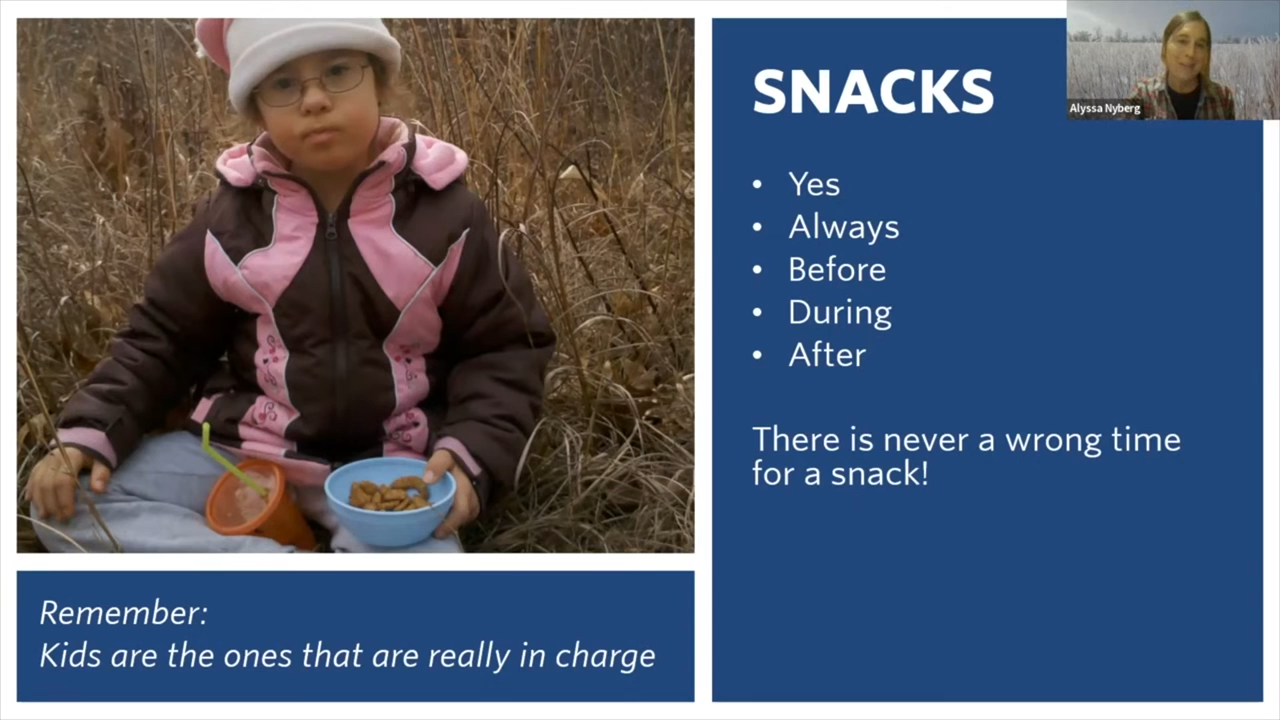 SNACKS
Alyssa Nyberg
• Yes
• Always
• Before
• During
• After
There is never a wrong time
for a snack!
Remember:
Kids are the ones that are really in charge